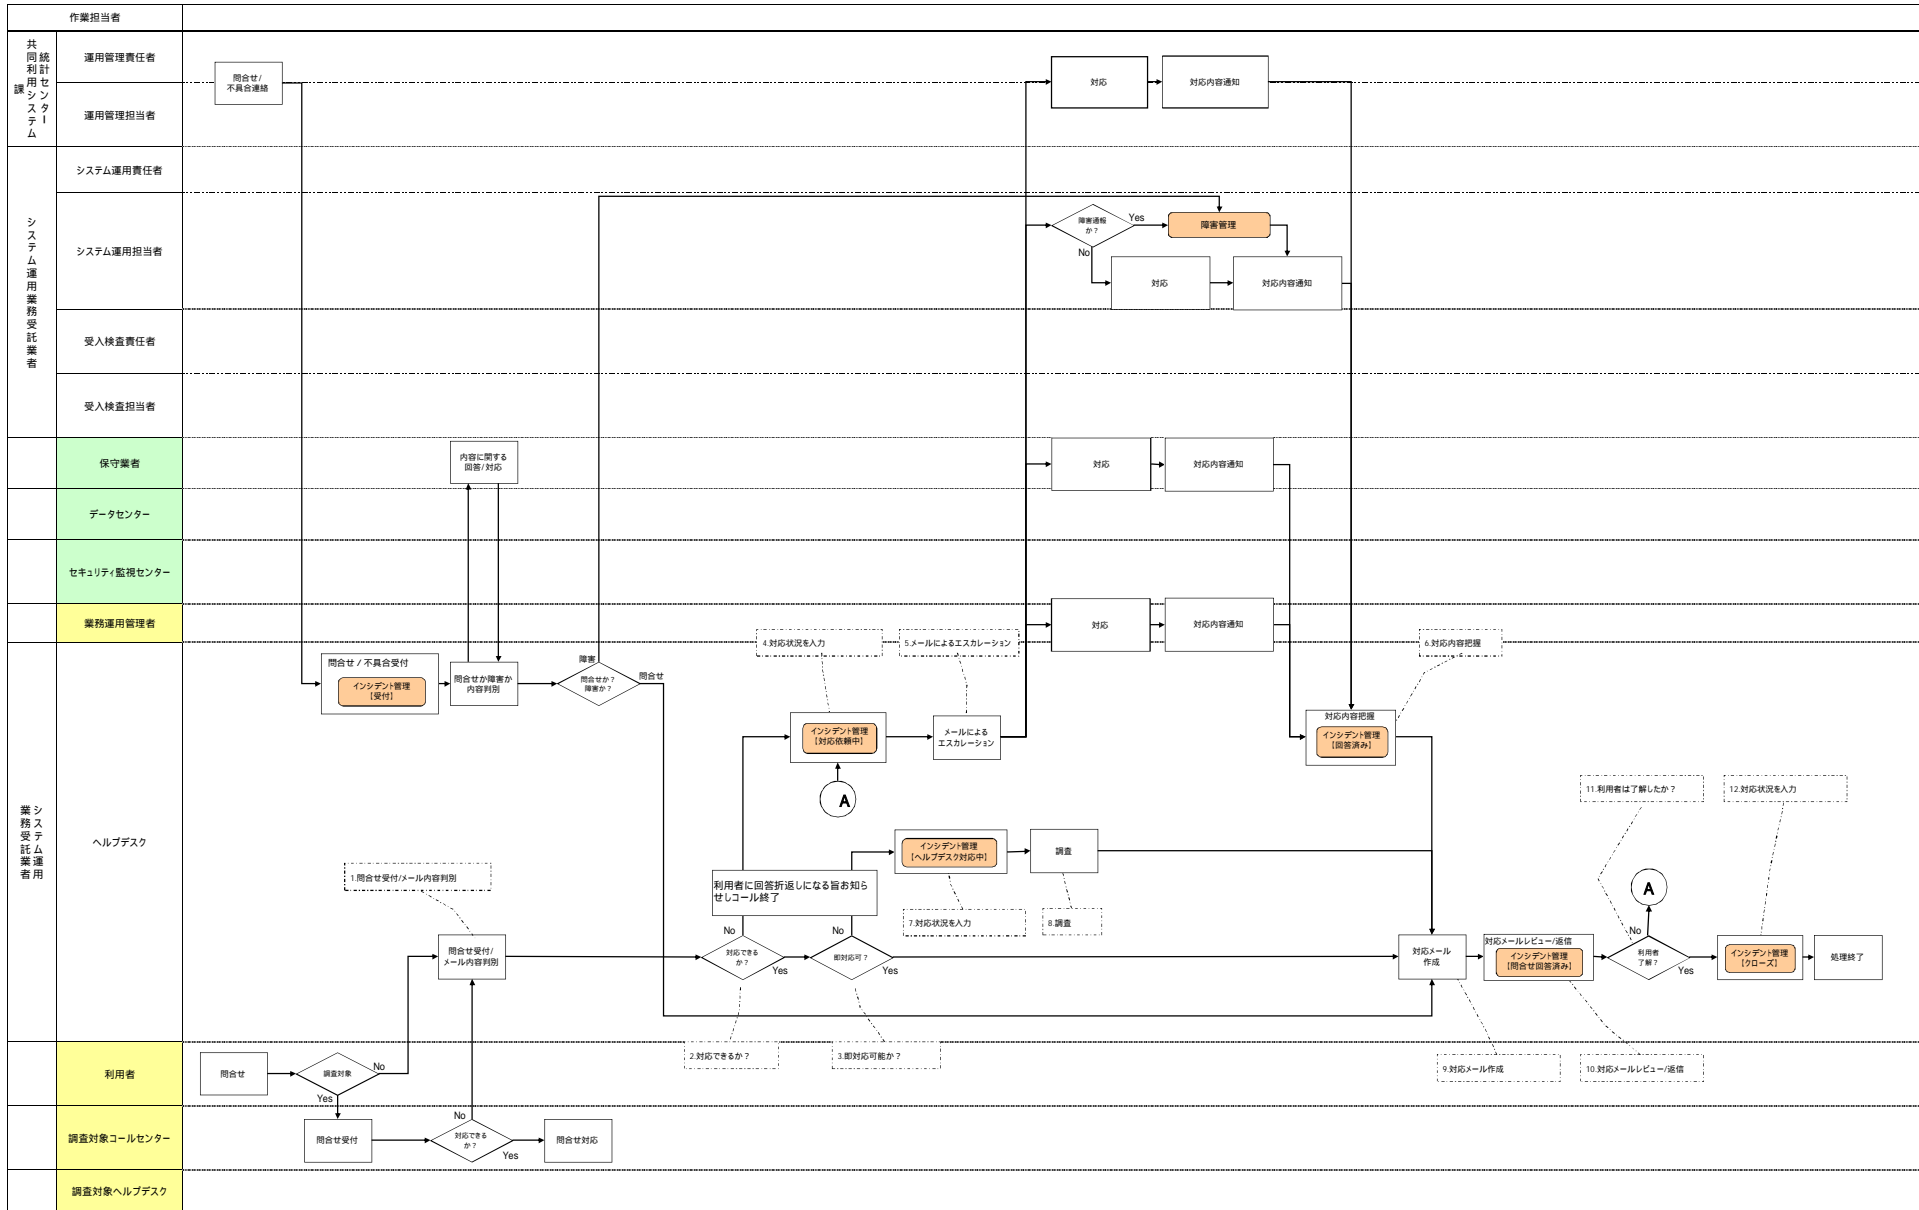 作業担当者
統計センター
共同利用システム
課
運用管理責任者
運用管理担当者
問合せ/
不具合連絡
対応
対応内容通知
システム運用業務受託業者
システム運用責任者
システム運用担当者
障害通報
か？
Yes
No
障害管理
対応
対応内容通知
受入検査責任者
受入検査担当者
保守業者
内容に関する
回答/対応
対応
対応内容通知
データセンター
セキュリティ監視センター
業務運用管理者
対応
対応内容通知
4.対応状況を入力
5.メールによるエスカレーション
6.対応内容把握
システム運用
業務受託業者
ヘルプデスク
問合せ / 不具合受付
インシデント管理
【受付】
問合せか障害か
内容判別
障害
問合せか？
障害か？
問合せ
インシデント管理
【対応依頼中】
メールによる
エスカレーション
対応内容把握
インシデント管理
【回答済み】
A
11.利用者は了解したか？
12.対応状況を入力
インシデント管理
【ヘルプデスク対応中】
調査
1.問合せ受付/メール内容判別
利用者に回答折返しになる旨お知ら
せしコール終了
7.対応状況を入力
8.調査
A
問合せ受付/
メール内容判別
No
対応できる
か？
Yes
No
即対応可？
Yes
対応メール
作成
対応メールレビュー/返信
インシデント管理
【問合せ回答済み】
No
利用者
了解？
Yes
インシデント管理
【クローズ】
処理終了
2.対応できるか？
3.即対応可能か？
9.対応メール作成
10.対応メールレビュー/返信
利用者
問合せ
調査対象
No
Yes
調査対象コールセンター
問合せ受付
No
対応できる
か？
Yes
問合せ対応
調査対象ヘルプデスク